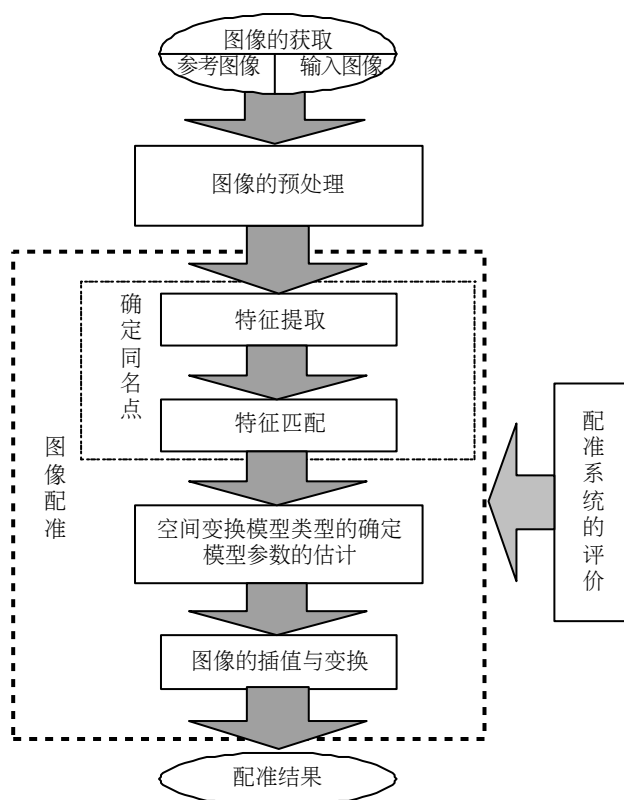 图像的获取
参考图像
输入图像
图像的预处理
确定同名点
特征提取
特征匹配
图像配准
空间变换模型类型的确定
模型参数的估计
图像的插值与变换
配准结果
配准系统的评价